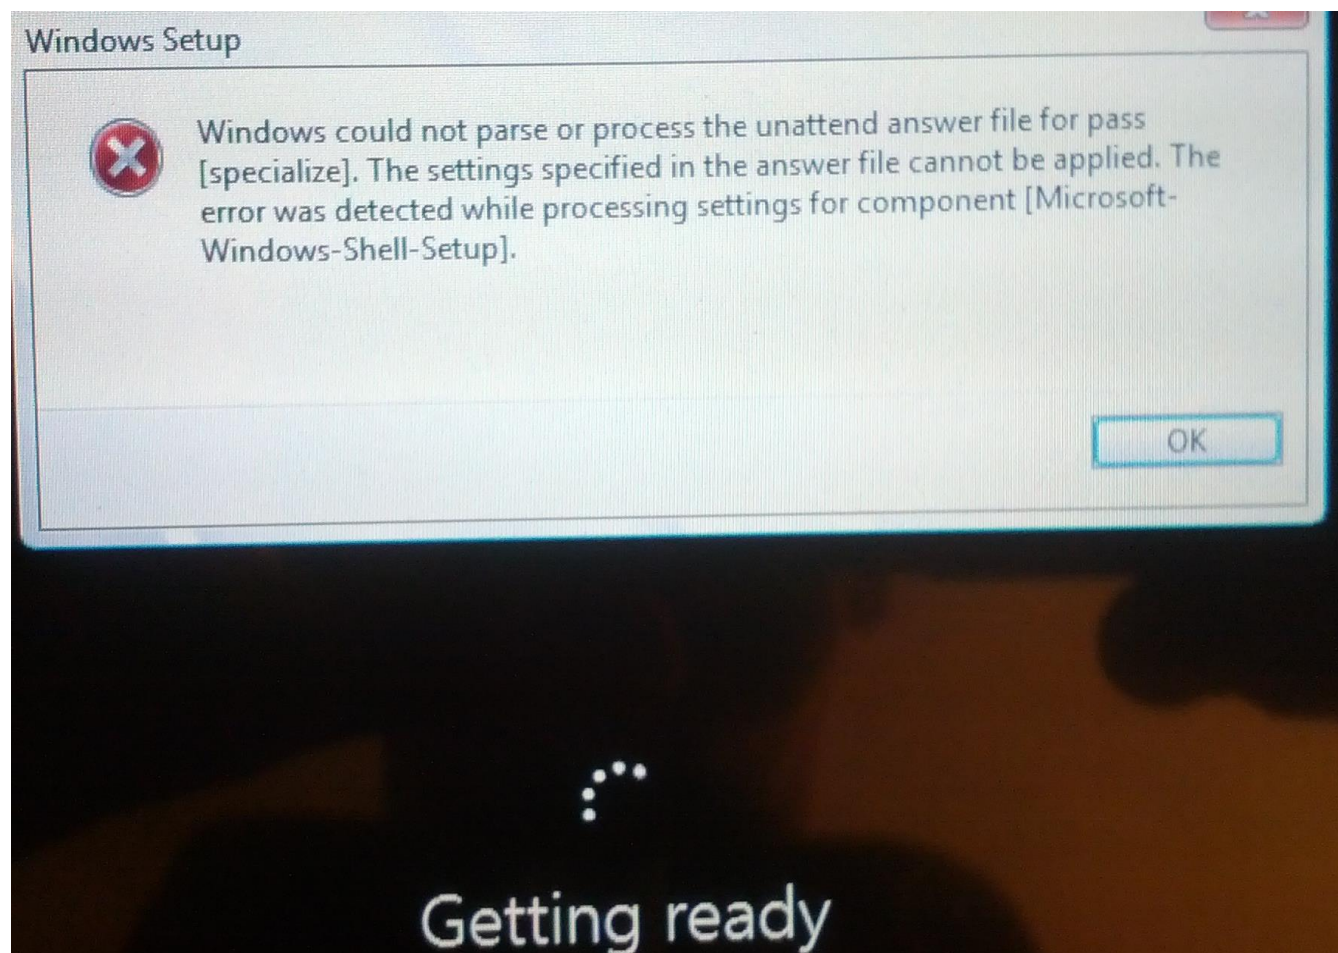 Windows Setup
Windows could not parse or process the unattend answer file for pass
[specialize]. The settings specified in the answer file cannot be applied. The
error was detected while processing settings for component [Microsoft-
Windows-Shell-Setup].
OK
Getting ready